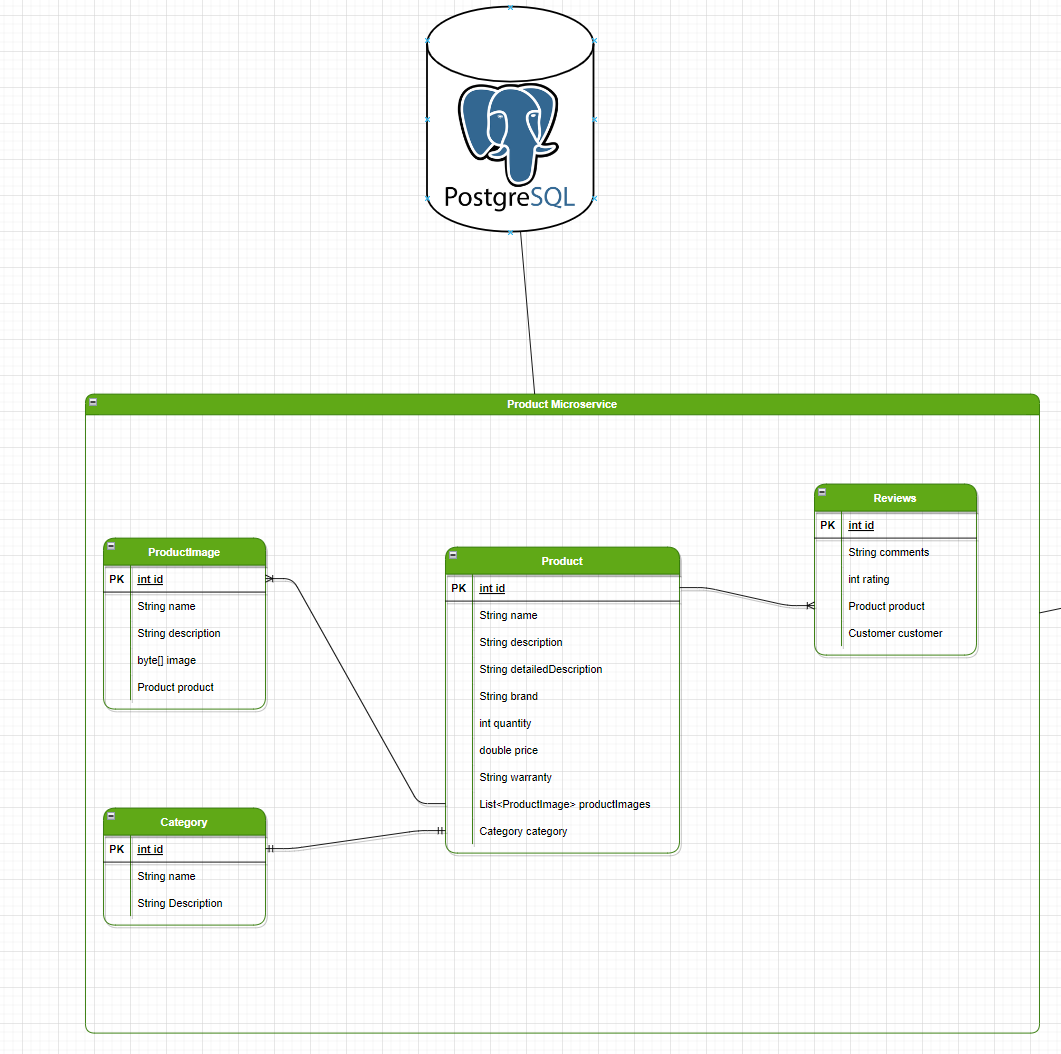 PostgreSQL
Product Microservice
ProductImage
PK int id
String name
String description
byte[] image
Product product
Category
PK int id
String name
String Description
Product
PK int id
String name
String description
String detailedDescription
String brand
int quantity
double price
String warranty
List<ProductImage> productImages
Category category
Reviews
PK int id
String comments
int rating
Product product
Customer customer